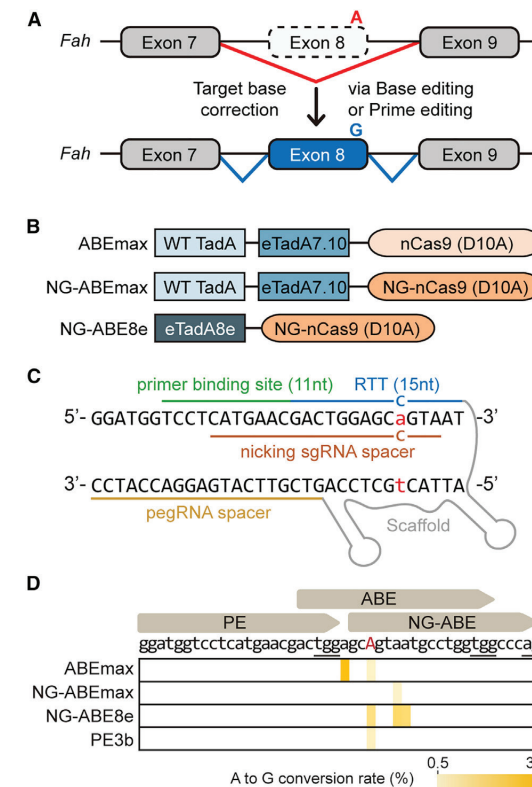 A
A
Fah Exon 7 Exon 8 Exon 9
Target base via Base editing
correction or Prime editing
G
Fah Exon 7 Exon 8 Exon 9
B
ABEmax WT TadA eTadA7.10 nCas9 (D10A)
NG-ABEmax WT TadA eTadA7.10 NG-nCas9 (D10A)
NG-ABE8e eTadA8e NG-nCas9 (D10A)
C
primer binding site (11nt) RTT (15nt)
c
5'- GGATGGTCCTCATGAACGACTGGAGCaGTAAT -3'
c
nicking sgRNA spacer
3'- CCTACCAGGAGTACTTGCTGACCTCGtCATTA -5'
pegRNA spacer
Scaffold
D
ABE
PE NG-ABE
ggatggtcctcatgaacgactggagcAgtaatgcctggtggccca
ABEmax
NG-ABEmax
NG-ABE8e
PE3b
0.5 3
A to G conversion rate (%)